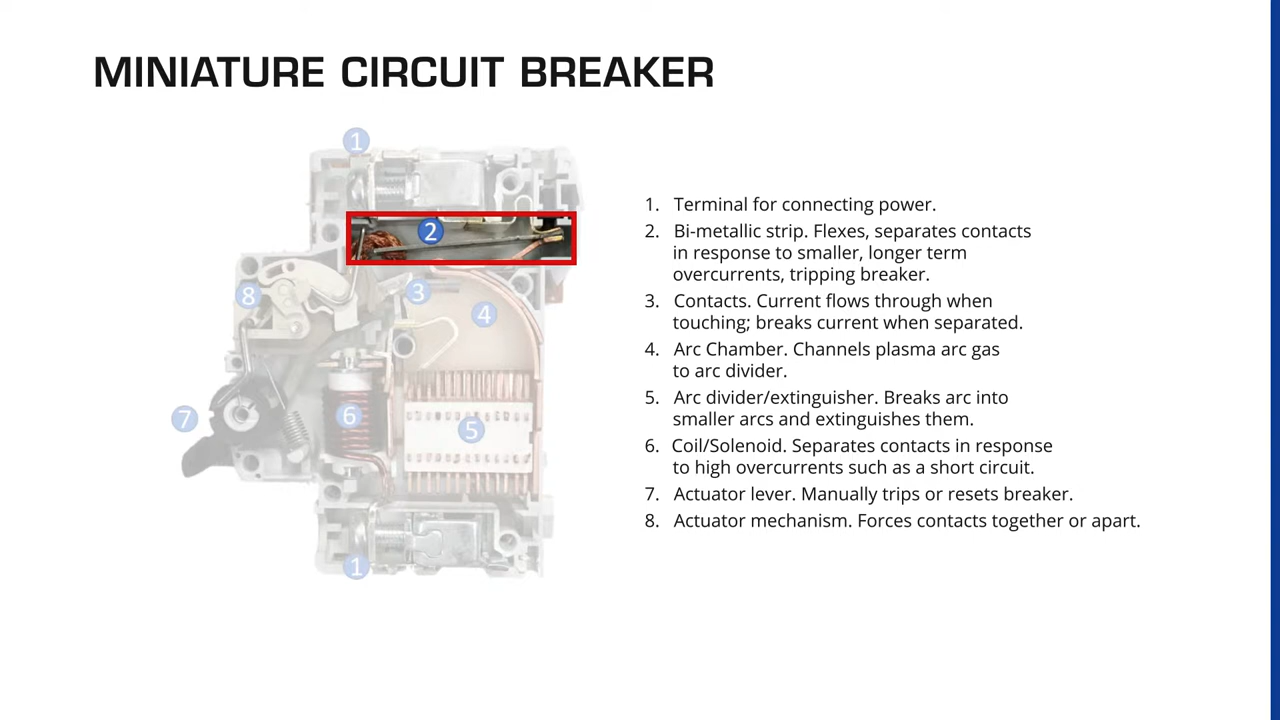 MINIATURE CIRCUIT BREAKER
1
2
3
4
5
6
7
8
1
1. Terminal for connecting power.
2. Bi-metallic strip. Flexes, separates contacts
in response to smaller, longer term
overcurrents, tripping breaker.
3. Contacts. Current flows through when
touching; breaks current when separated.
4. Arc Chamber. Channels plasma arc gas
to arc divider.
5. Arc divider/extinguisher. Breaks arc into
smaller arcs and extinguishes them.
6. Coil/Solenoid. Separates contacts in response
to high overcurrents such as a short circuit.
7. Actuator lever. Manually trips or resets breaker.
8. Actuator mechanism. Forces contacts together or apart.